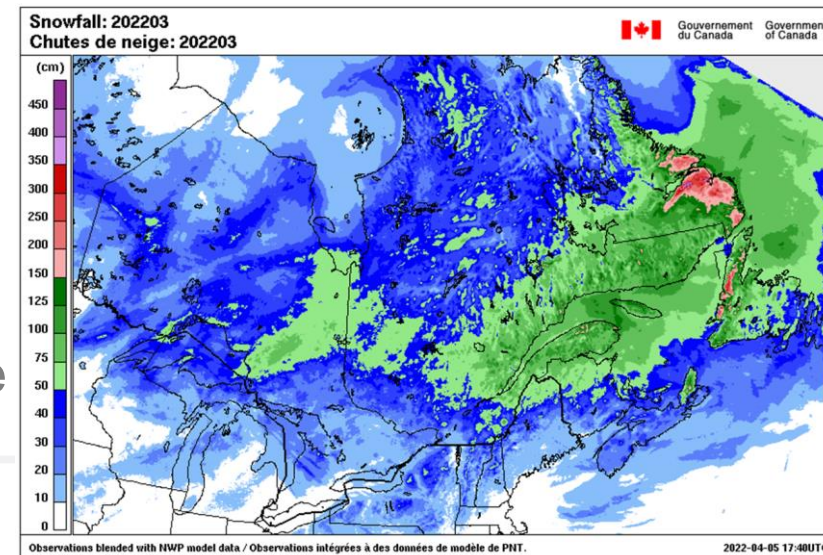 Snowfall: 202203
Chutes de neige: 202203
Gouvernement du Canada
Government of Canada
(cm)
450
400
350
300
250
200
150
125
100
75
50
40
30
20
10
0
e
Observations blended with NWP model data / Observations intégrées à des données de modèle de PNT.
2022-04-05 17:40UTC